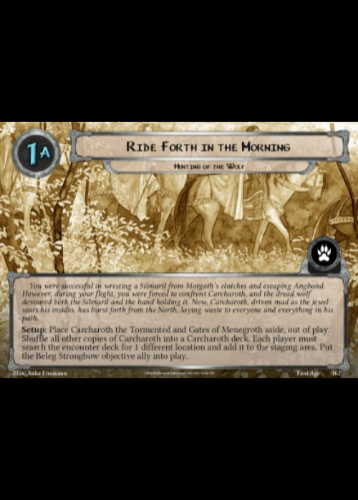 1A
Ride Forth in the Morning
Hunting of the Wolf
You were successful in wresting a Silmaril from Morgoth's clutches and escaping Angband.
However, during your flight, you were forced to confront Carcharoth, and the dread wolf
devoured both the Silmaril and the hand holding it. Now, Carcharoth, driven mad as the jewel
sears his insides, has burst forth from the North, laying waste to everyone and everything in his
path.
Setup: Place Carcharoth the Tormented and Gates of Menegroth aside, out of play.
Shuffle all other copies of Carcharoth into a Carcharoth deck. Each player must
search the encounter deck for 1 different location and add it to the staging area. Put
the Beleg Strongbow objective ally into play.
First Age